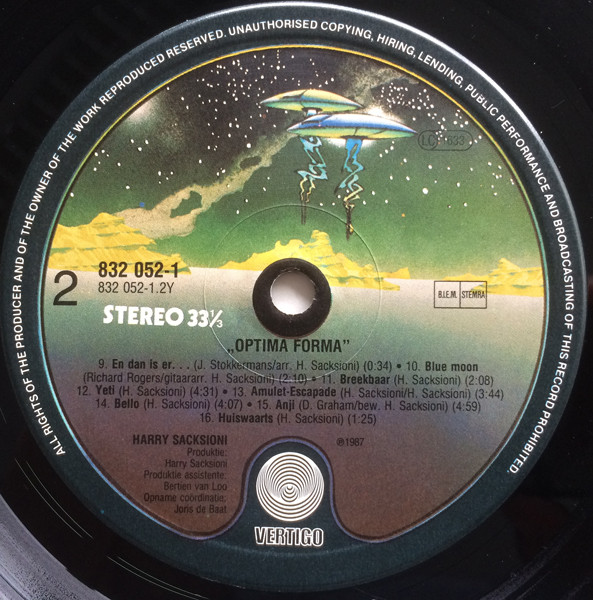 ALL RIGHTS OF THE PRODUCER AND OF THE OWNER OF THE WORK REPRODUCED RESERVED. UNAUTHORISED COPYING, HIRING, LENDING, PUBLIC PERFORMANCE AND BROADCASTING OF THIS RECORD PROHIBITED.
LC 633
2
832 052-1
832 052-1.2Y
B.I.E.M. STEMRA
STEREO 33⅓
„OPTIMA FORMA"
9. En dan is er. . . (J. Stokkermans/arr. H. Sacksioni) (0:34) • 10. Blue moon
(Richard Rogers/gitaararr. H. Sacksioni) (2:10) • 11. Breekbaar (H. Sacksioni) (2:08)
12. Yeti (H. Sacksioni) (4:31) • 13. Amulet-Escapade (H. Sacksioni/H. Sacksioni) (3:44)
14. Bello (H. Sacksioni) (4:07) • 15. Anji (D. Graham/bew. H. Sacksioni) (4:59)
16. Huiswaarts (H. Sacksioni) (1:25)
HARRY SACKSIONI
℗1987
Produktie:
Harry Sacksioni
Produktie assistente:
Bertien van Loo
Opname coordinatie:
Joris de Baat
VERTIGO